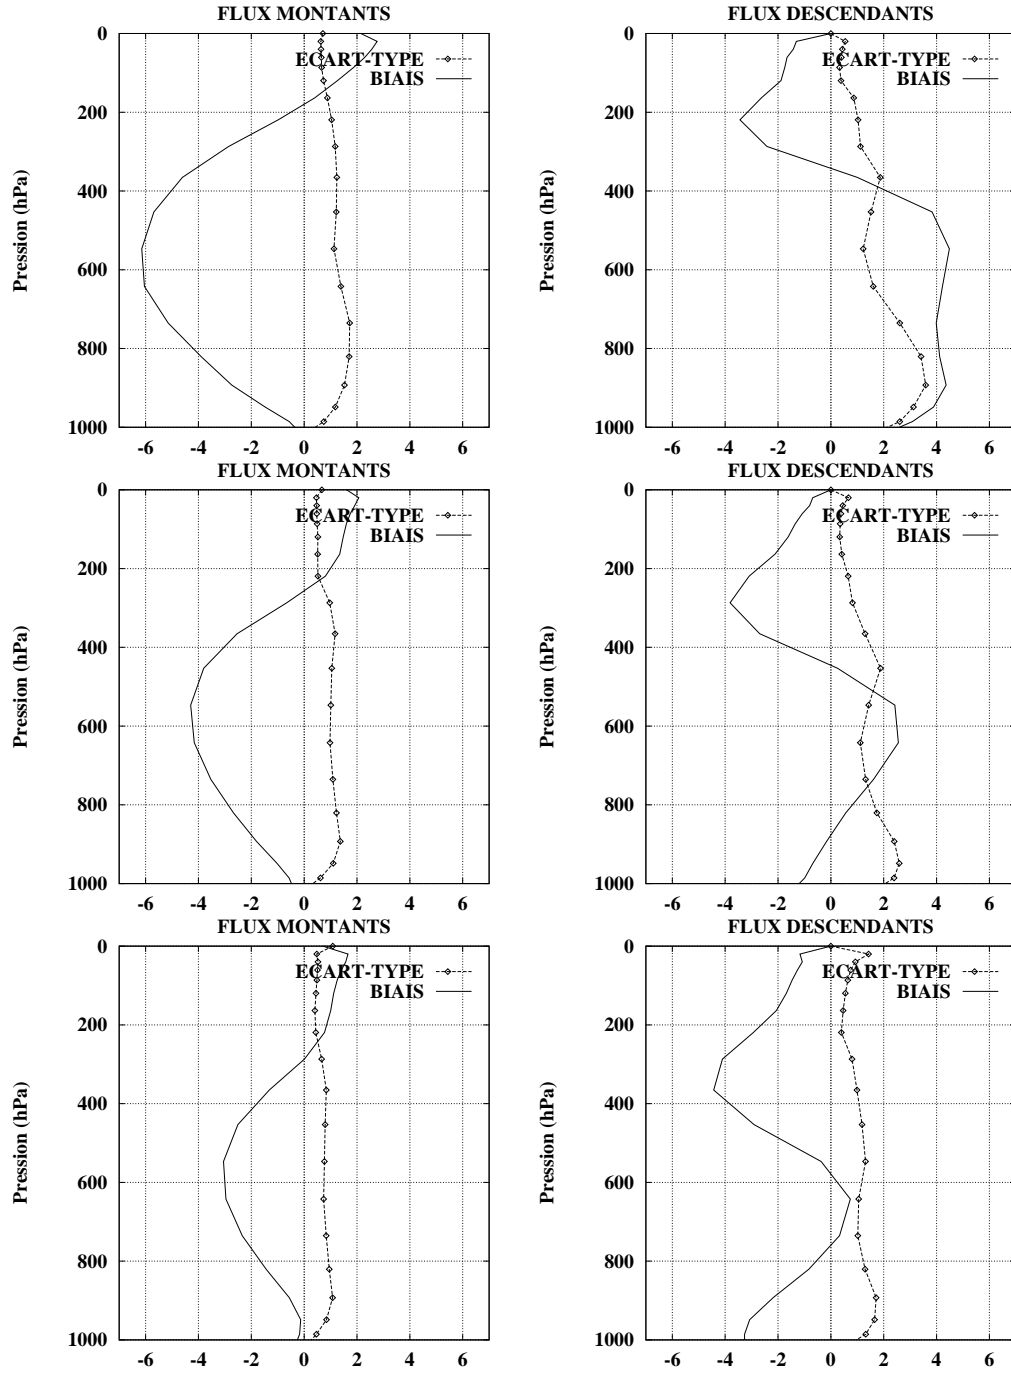 FLUX MONTANTS
0
200
400
600
800
1000
-6 -4 -2 0 2 4 6
Pression (hPa)
ECART-TYPE
BIAIS
FLUX DESCENDANTS
0
200
400
600
800
1000
-6 -4 -2 0 2 4 6
Pression (hPa)
ECART-TYPE
BIAIS
FLUX MONTANTS
0
200
400
600
800
1000
-6 -4 -2 0 2 4 6
Pression (hPa)
ECART-TYPE
BIAIS
FLUX DESCENDANTS
0
200
400
600
800
1000
-6 -4 -2 0 2 4 6
Pression (hPa)
ECART-TYPE
BIAIS
FLUX MONTANTS
0
200
400
600
800
1000
-6 -4 -2 0 2 4 6
Pression (hPa)
ECART-TYPE
BIAIS
FLUX DESCENDANTS
0
200
400
600
800
1000
-6 -4 -2 0 2 4 6
Pression (hPa)
ECART-TYPE
BIAIS